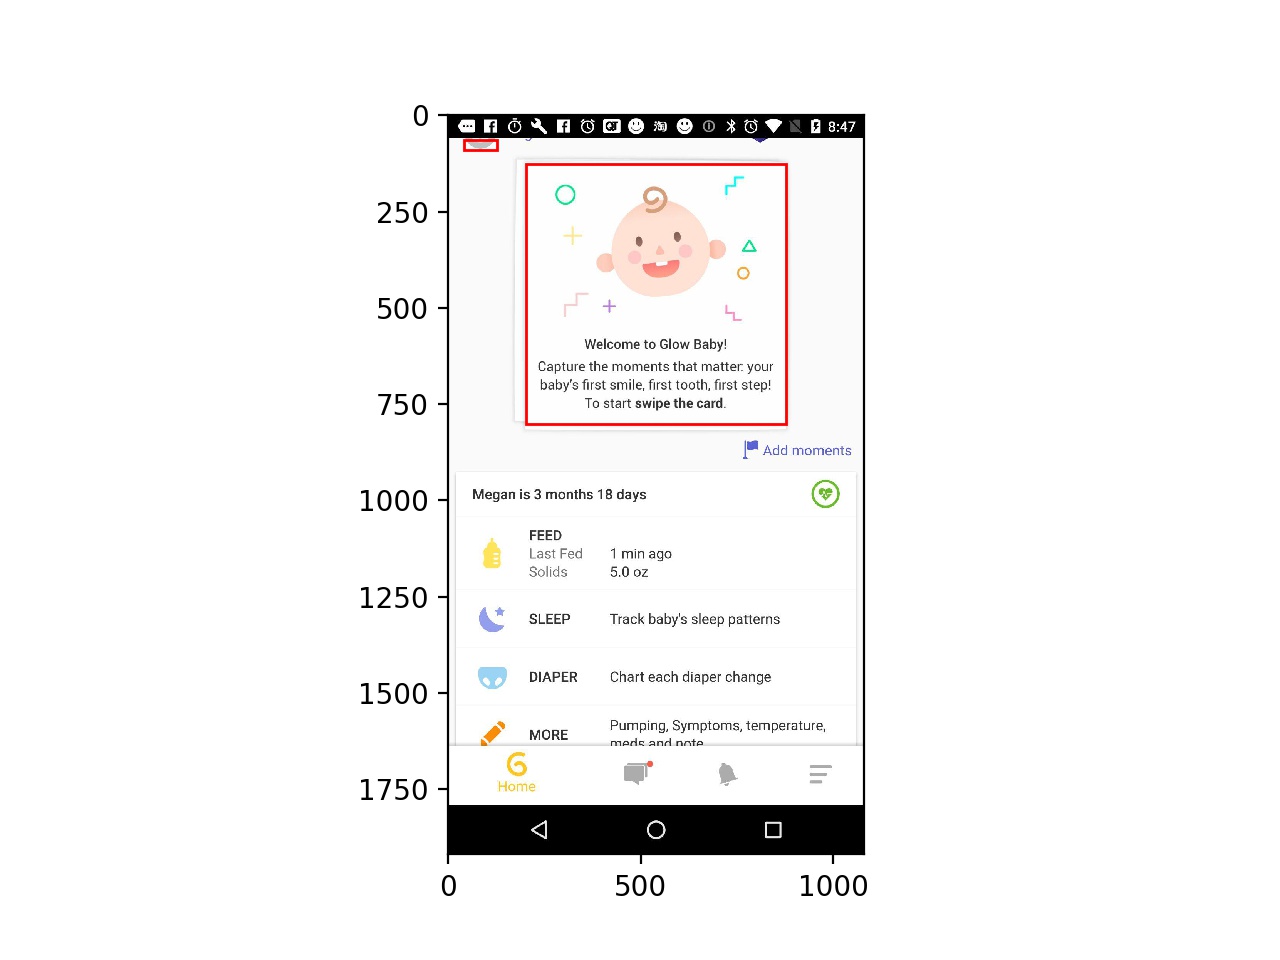 0
8:47
250
500
Welcome to Glow Baby!
Capture the moments that matter: your
baby's first smile, first tooth, first step!
To start swipe the card.
750
Add moments
1000
Megan is 3 months 18 days
FEED
Last Fed 1 min ago
Solids 5.0 oz
1250
SLEEP Track baby's sleep patterns
1500
DIAPER Chart each diaper change
Pumping, Symptoms, temperature,
MORE
meds and note
1750
Home
0 500 1000